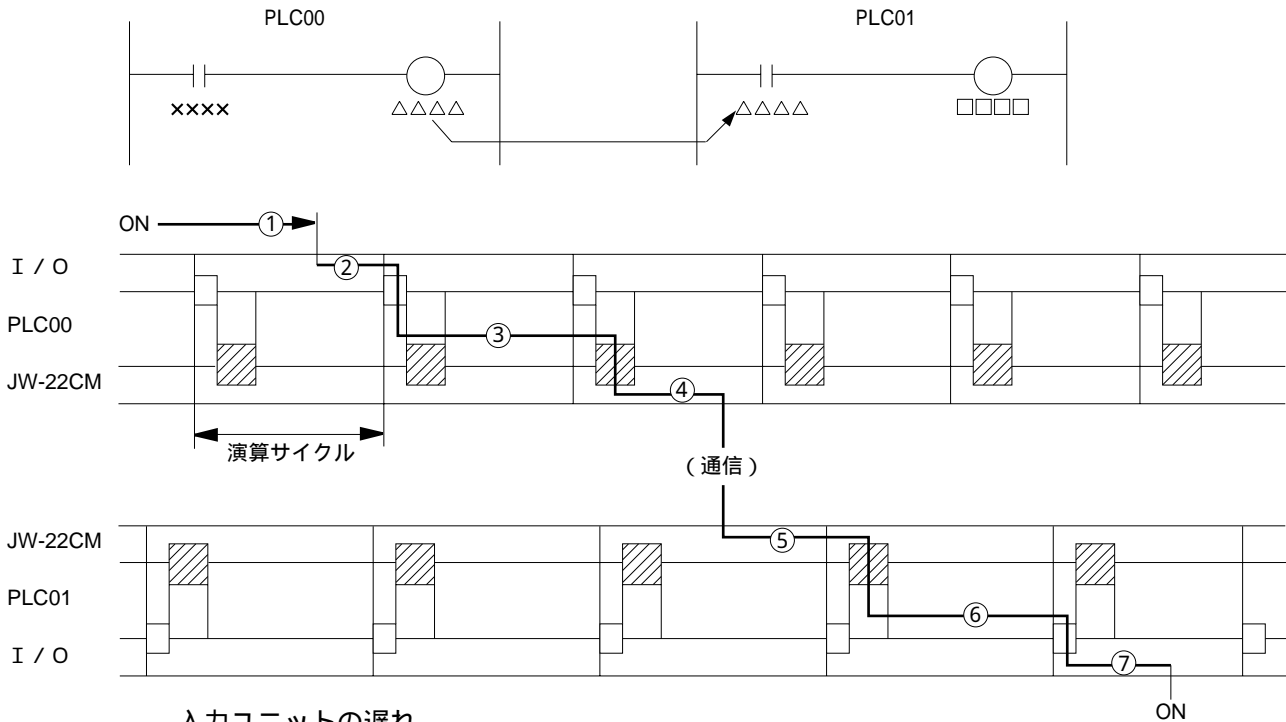 PLC00 PLC01
×××× △△△△ △△△△ □□□□
ON ①
I / O ②
PLC00 ③
JW-22CM ④
演算サイクル
(通信)
JW-22CM ⑤
PLC01 ⑥
I / O ⑦
ON
入力ユニットの遅れ